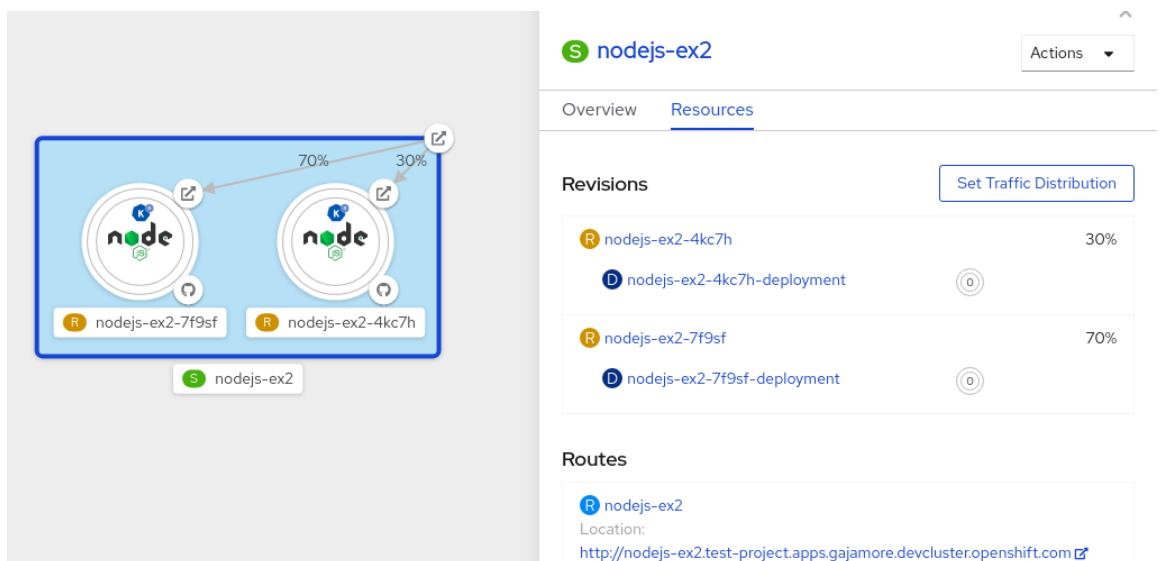 70%
30%
K
K
node
JS
node
JS
R nodejs-ex2-7f9sf
R nodejs-ex2-4kc7h
S nodejs-ex2
S nodejs-ex2
Actions
Overview Resources
Revisions
Set Traffic Distribution
R nodejs-ex2-4kc7h 30%
D nodejs-ex2-4kc7h-deployment 0
R nodejs-ex2-7f9sf 70%
D nodejs-ex2-7f9sf-deployment 0
Routes
R nodejs-ex2
Location:
http://nodejs-ex2.test-project.apps.gajamore.devcluster.openshift.com